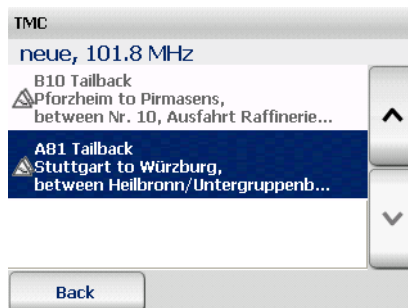 TMC
neue, 101.8 MHz
B10 Tailback
Pforzheim to Pirmasens,
between Nr. 10, Ausfahrt Raffinerie...
A81 Tailback
Stuttgart to Würzburg,
between Heilbronn/Untergruppenb...
Back